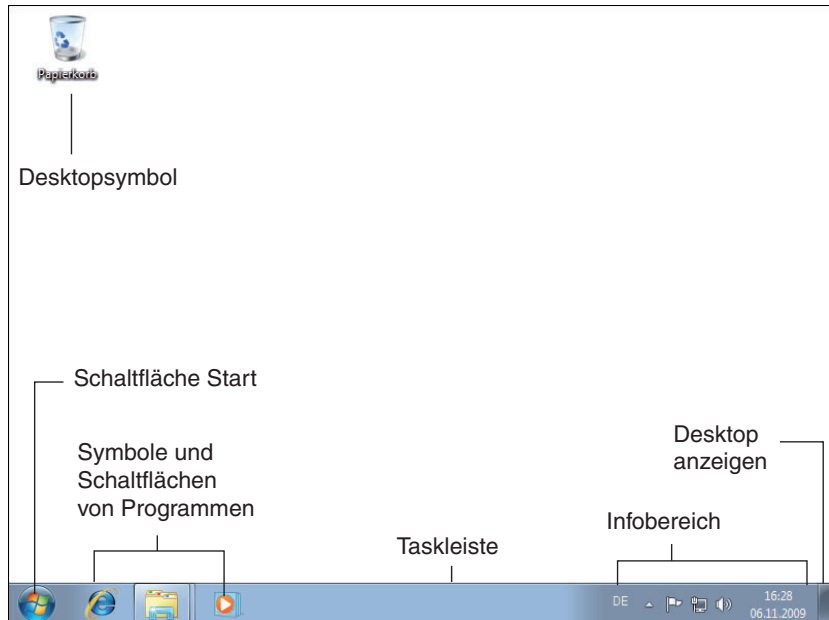 Papierkorb
Desktopsymbol
Schaltfläche Start
Symbole und
Schaltflächen
von Programmen
Desktop
anzeigen
Infobereich
Taskleiste
DE
16:28
06.11.2009